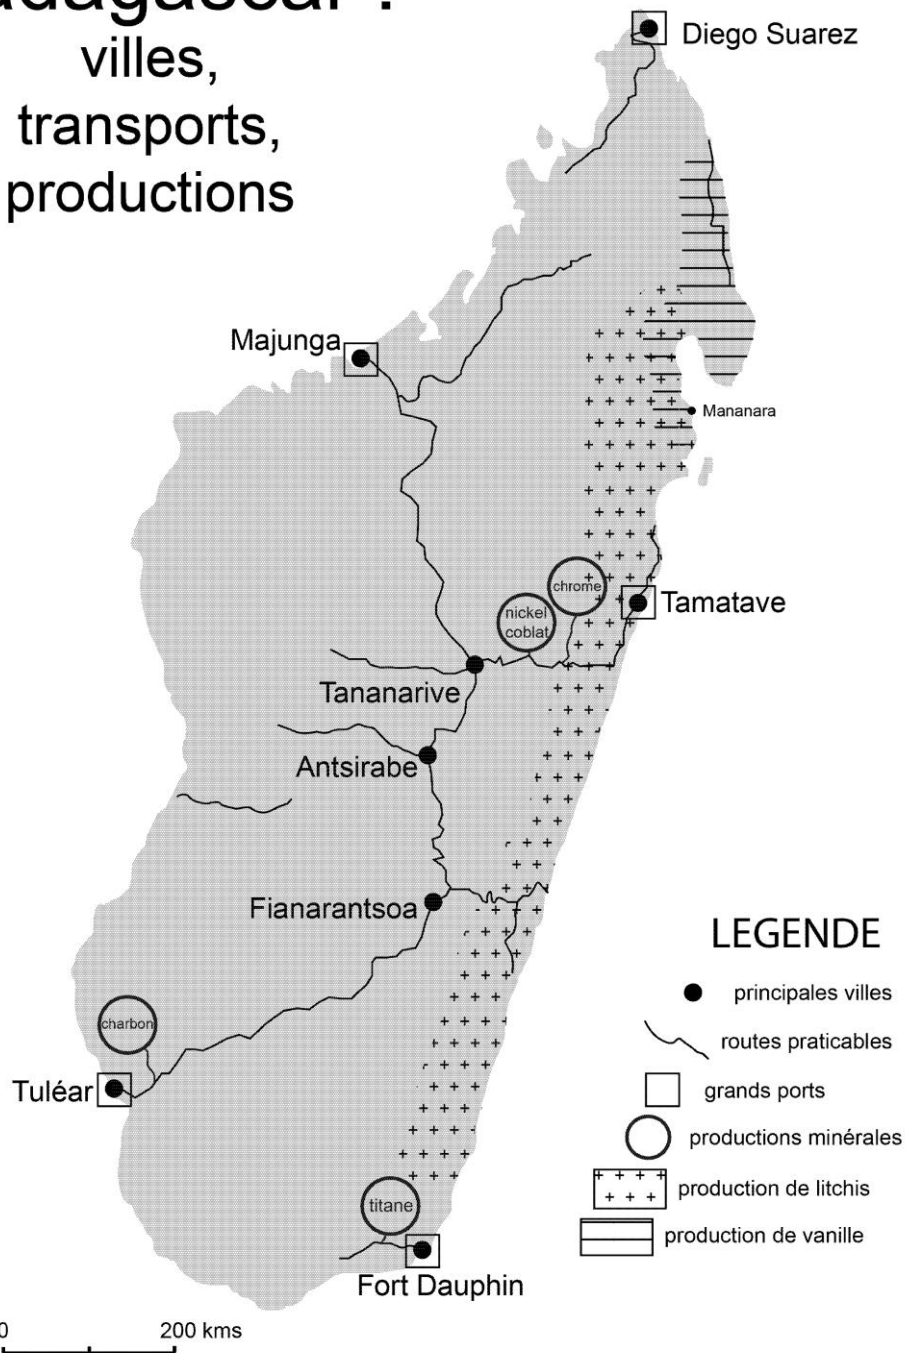 villes,
transports,
productions
Diego Suarez
Majunga
Mananara
chrome
nickel
coblat
Tamatave
Tananarive
Antsirabe
Fianarantsoa
LEGENDE
principales villes
charbon
routes praticables
Tuléar
grands ports
productions minérales
production de litchis
titane
production de vanille
Fort Dauphin
0 200 kms